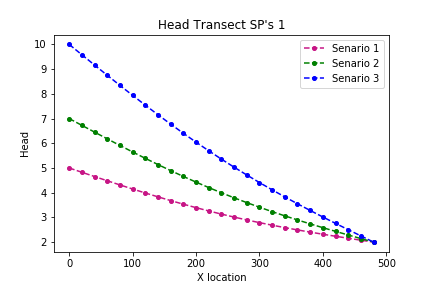 Head Transect SP's 1
Senario 1
Senario 2
Senario 3
Head
10
9
8
7
6
5
4
3
2
0
100
200
300
400
500
X location